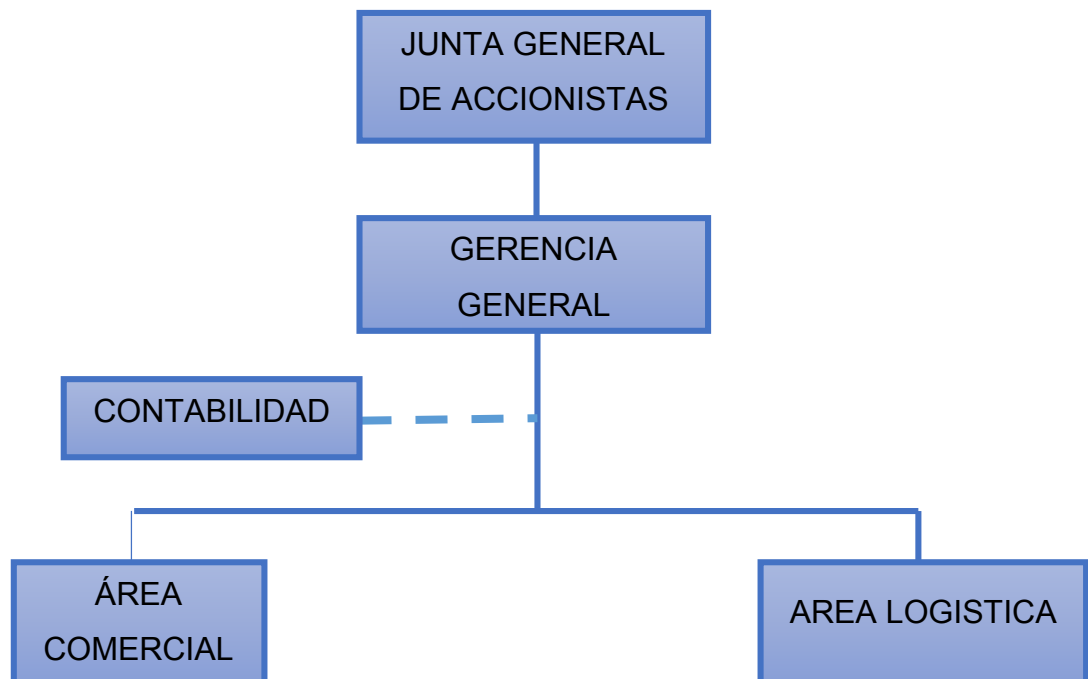 JUNTA GENERAL
DE ACCIONISTAS
GERENCIA
GENERAL
CONTABILIDAD
ÁREA
COMERCIAL
AREA LOGISTICA